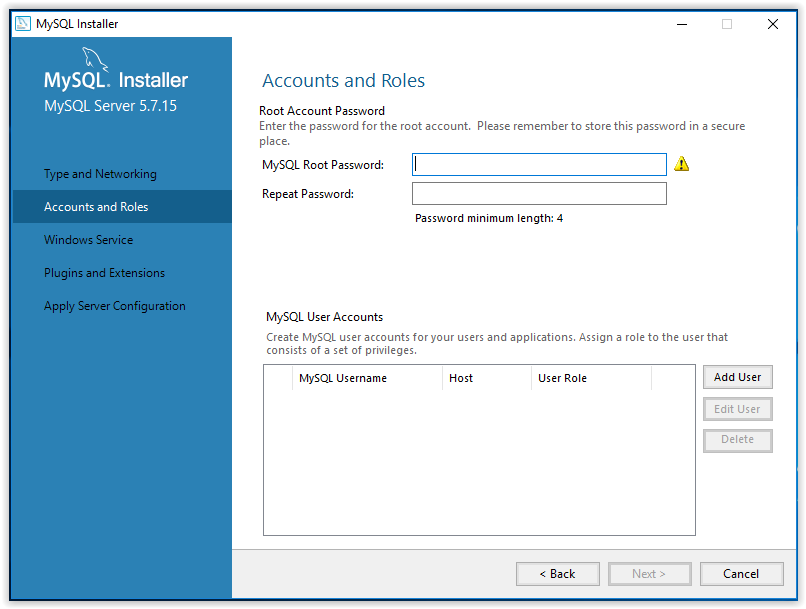 MySQL Installer
MySQL. Installer
MySQL Server 5.7.15
Type and Networking
Accounts and Roles
Windows Service
Plugins and Extensions
Apply Server Configuration
Accounts and Roles
Root Account Password
Enter the password for the root account.  Please remember to store this password in a secure
place.
MySQL Root Password:
Repeat Password:
Password minimum length: 4
MySQL User Accounts
Create MySQL user accounts for your users and applications. Assign a role to the user that
consists of a set of privileges.
MySQL Username Host User Role
Add User
Edit User
Delete
< Back Next > Cancel